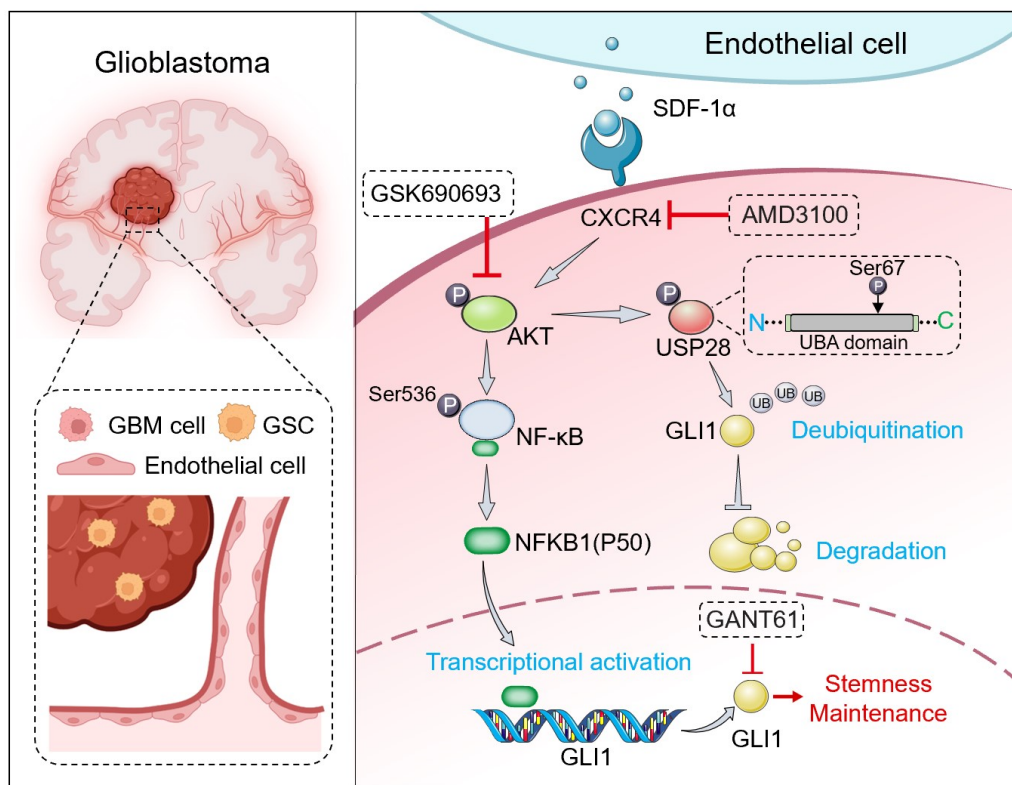 Glioblastoma
GBM cell
GSC
Endothelial cell
Endothelial cell
SDF-1α
GSK690693
CXCR4
AMD3100
P
AKT
P
USP28
Ser67
P
N
C
UBA domain
Ser536
P
NF-κB
GLI1
UB
UB
UB
Deubiquitination
NFKB1(P50)
Degradation
GANT61
Transcriptional activation
Stemness
Maintenance
GLI1
GLI1